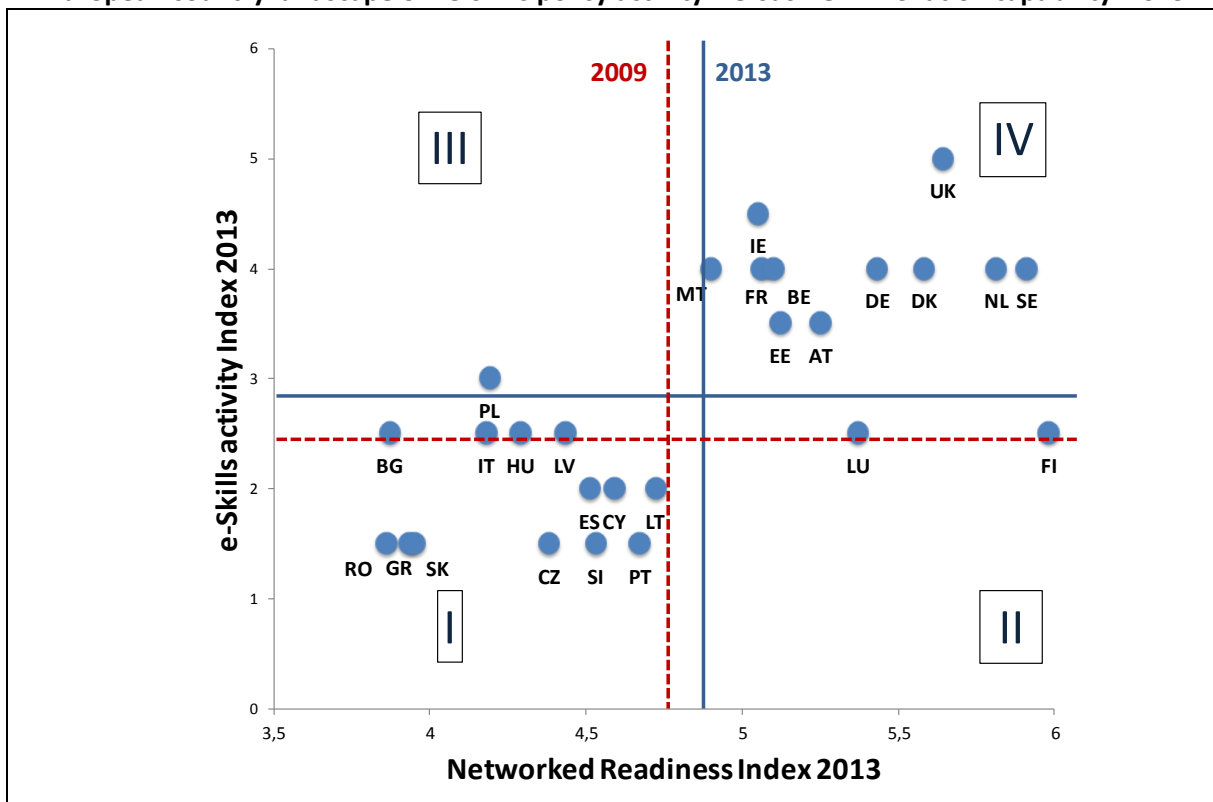 6
2009
2013
III
IV
5
UK
IE
4
MT
FR
BE
DE
DK
NL
SE
EE
AT
3
PL
BG
IT
HU
LV
LU
FI
2
ES
CY
LT
RO
GR
SK
CZ
SI
PT
1
I
II
0
3,5
4
4,5
5
5,5
6
e-Skills activity Index 2013
Networked Readiness Index 2013